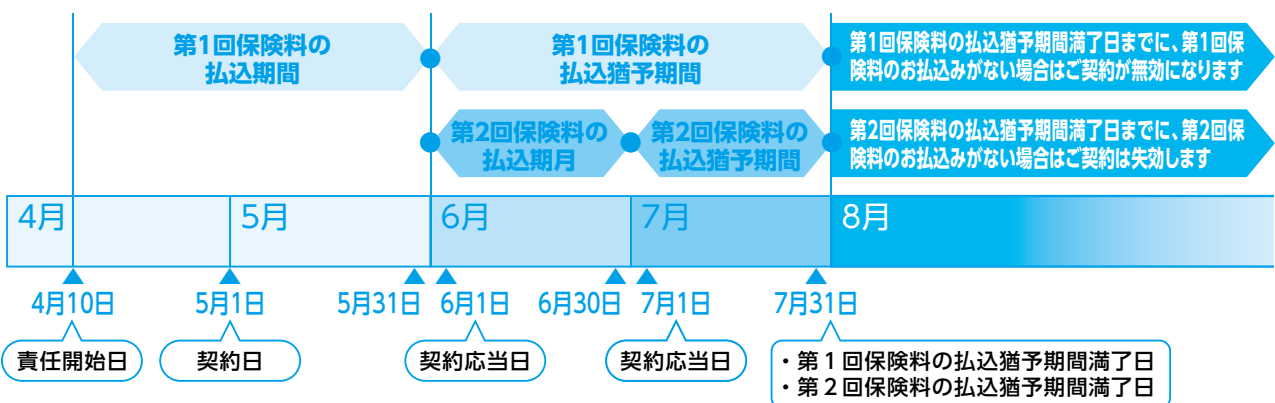 第1回保険料の
払込期間
第1回保険料の
払込猶予期間
第1回保険料の払込猶予期間満了日までに、第1回保
険料のお払込みがない場合はご契約が無効になります
第2回保険料の
払込期月
第2回保険料の
払込猶予期間
第2回保険料の払込猶予期間満了日までに、第2回保
険料のお払込みがない場合はご契約は失効します
4月
5月
6月
7月
8月
4月10日
5月1日
5月31日
6月1日
6月30日
7月1日
7月31日
責任開始日
契約日
契約応当日
契約応当日
・第1回保険料の払込猶予期間満了日
・第2回保険料の払込猶予期間満了日